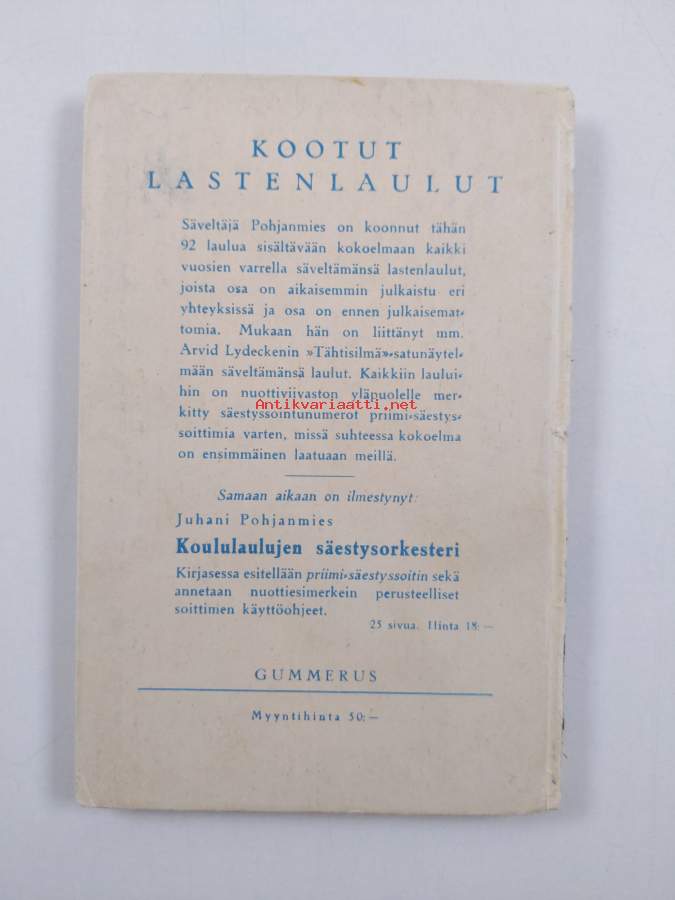 KOOTUT
LASTENLAULUT
Säveltäjä Pohjanmies on koonnut tähän
92 laulua sisältävään kokoelmaan kaikki
vuosien varrella säveltämänsä lastenlaulut,
joista osa on aikaisemmin julkaistu eri
yhteyksissä ja osa on ennen julkaisemat-
tomia. Mukaan hän on liittänyt mm.
Arvid Lydeckenin »Tähtisilmä»-satunäytel-
mään säveltämänsä laulut. Kaikkiin laului-
hin on nuottiviivaston yläpuolelle mer-
kitty säestyssointunumerot priimi-säestys-
soittimia varten, missä suhteessa kokoelma
on ensimmäinen laatuaan meillä.
Antikvariaatti.net
Samaan aikaan on ilmestynyt:
Juhani Pohjanmies
Koululaulujen säestysorkesteri
Kirjasessa esitellään priimi-säestyssoitin sekä
annetaan nuottiesimerkein perusteelliset
soittimen käyttöohjeet.
23 sivua. Hinta 18:—
GUMMERUS
Myyntihinta 50:—